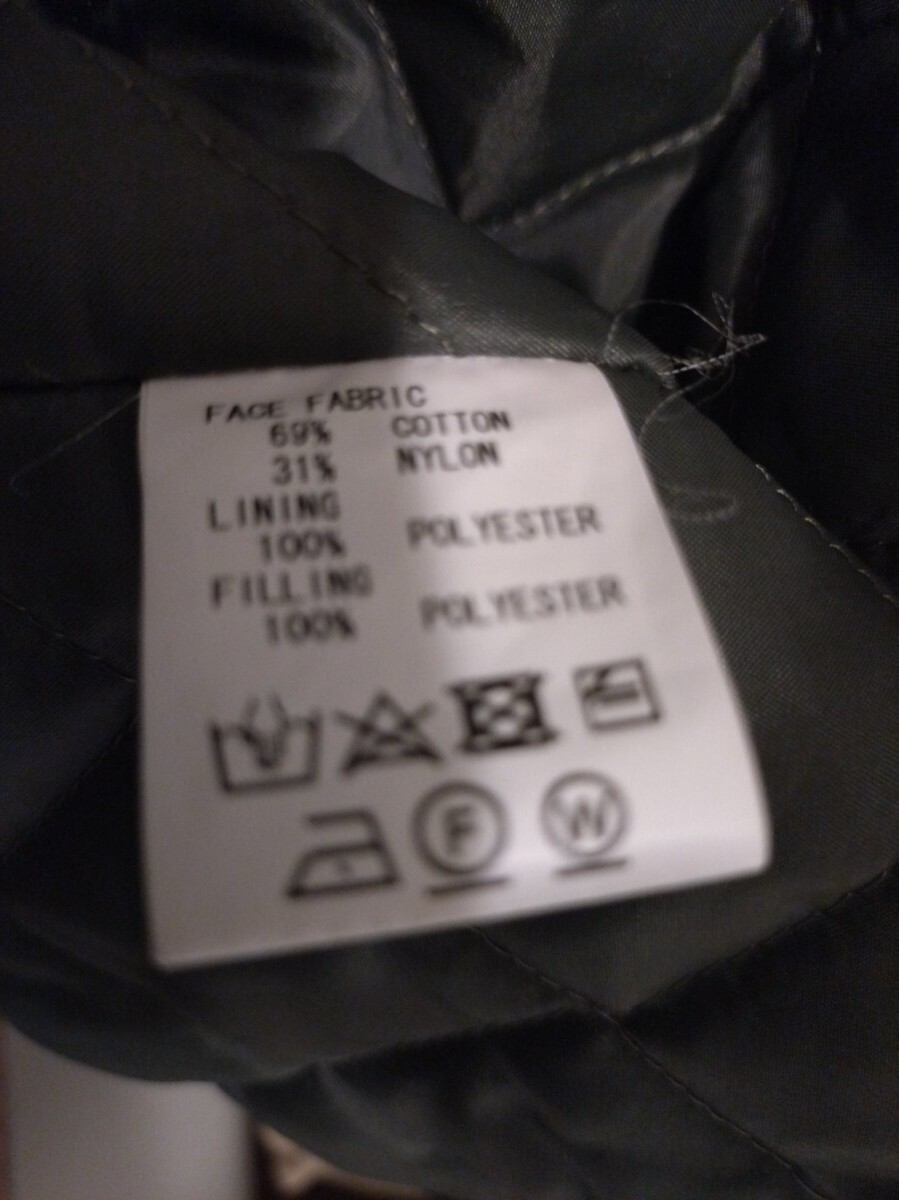 FACE FABRIC
69% COTTON
31% NYLON
LINING
100% POLYESTER
FILLING
100% POLYESTER
F W